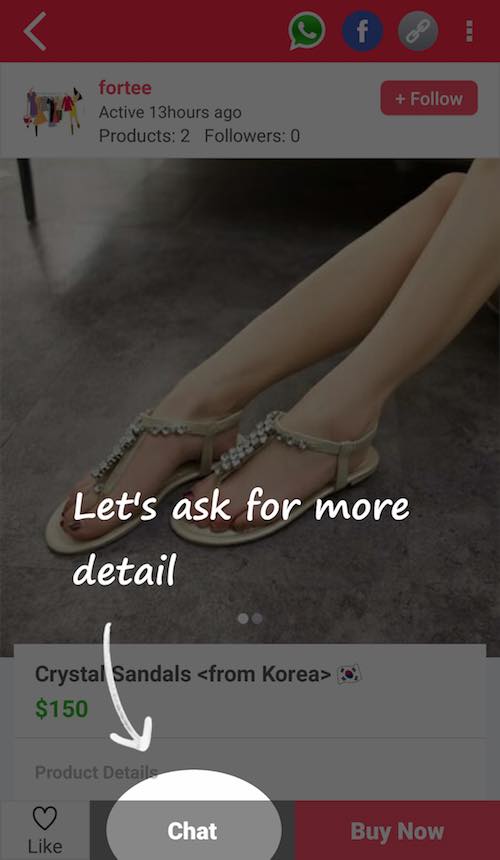 fortee
Active 13hours ago
Products: 2 Followers: 0
+ Follow
Let's ask for more
detail
Crystal Sandals <from Korea> 🇰🇷
$150
Product Details
Like
Chat
Buy Now